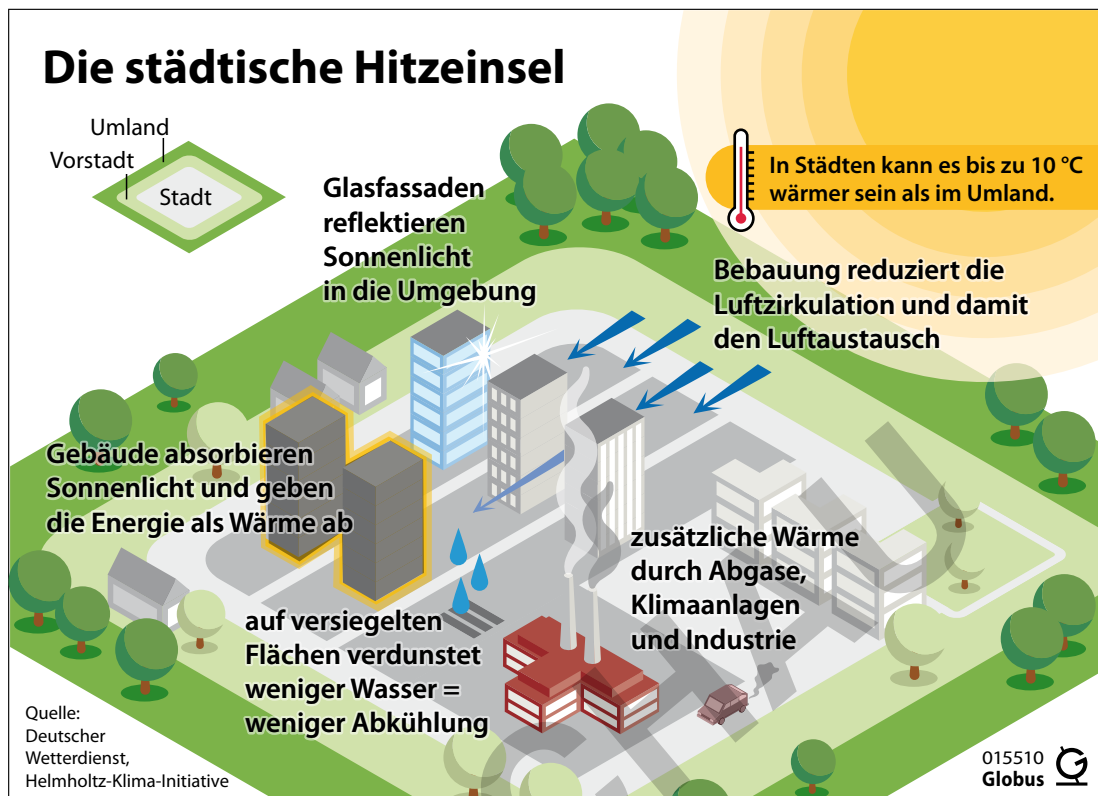 Die städtische Hitzeinsel
Umland
Vorstadt
Stadt
Glasfassaden
reflektieren
Sonnenlicht
in die Umgebung
In Städten kann es bis zu 10 °C
wärmer sein als im Umland.
Bebauung reduziert die
Luftzirkulation und damit
den Luftaustausch
Gebäude absorbieren
Sonnenlicht und geben
die Energie als Wärme ab
zusätzliche Wärme
durch Abgase,
Klimaanlagen
und Industrie
auf versiegelten
Flächen verdunstet
weniger Wasser =
weniger Abkühlung
Quelle:
Deutscher
Wetterdienst,
Helmholtz-Klima-Initiative
015510
Globus